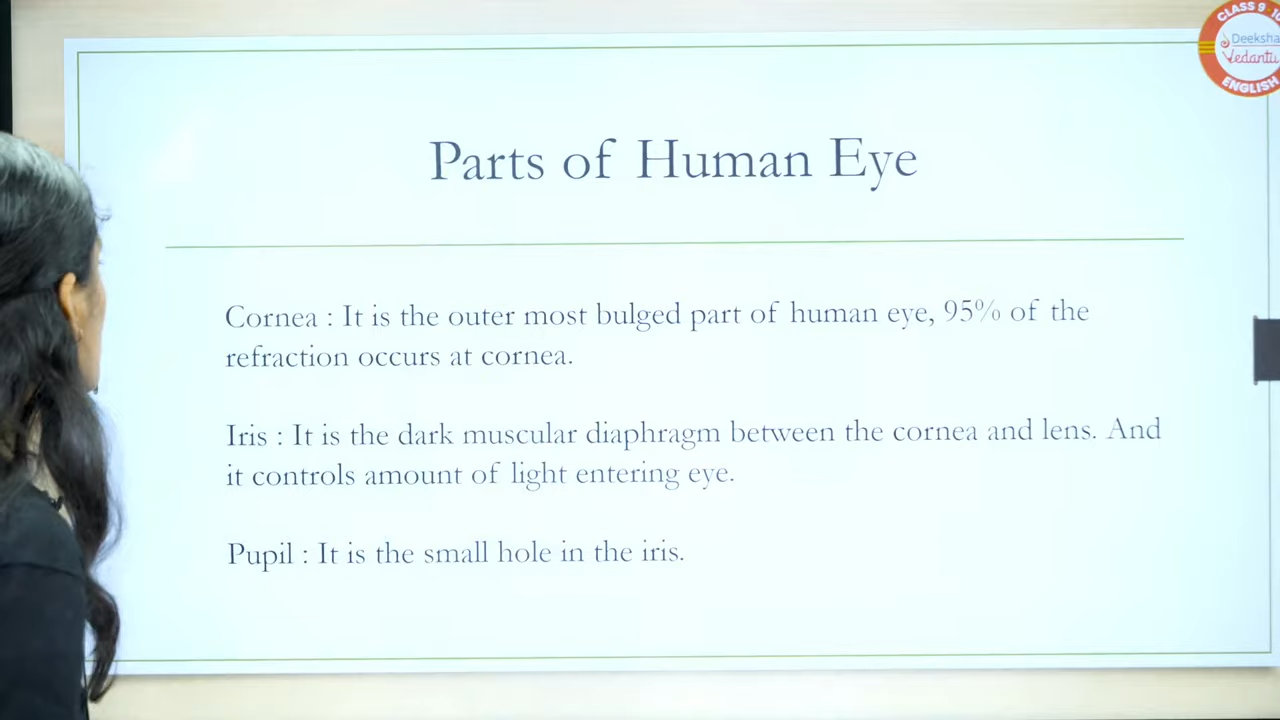 CLASS 9-10
Deeksha
Vedantu
ENGLISH
Parts of Human Eye
Cornea : It is the outer most bulged part of human eye, 95% of the
refraction occurs at cornea.
Iris : It is the dark muscular diaphragm between the cornea and lens. And
it controls amount of light entering eye.
Pupil : It is the small hole in the iris.